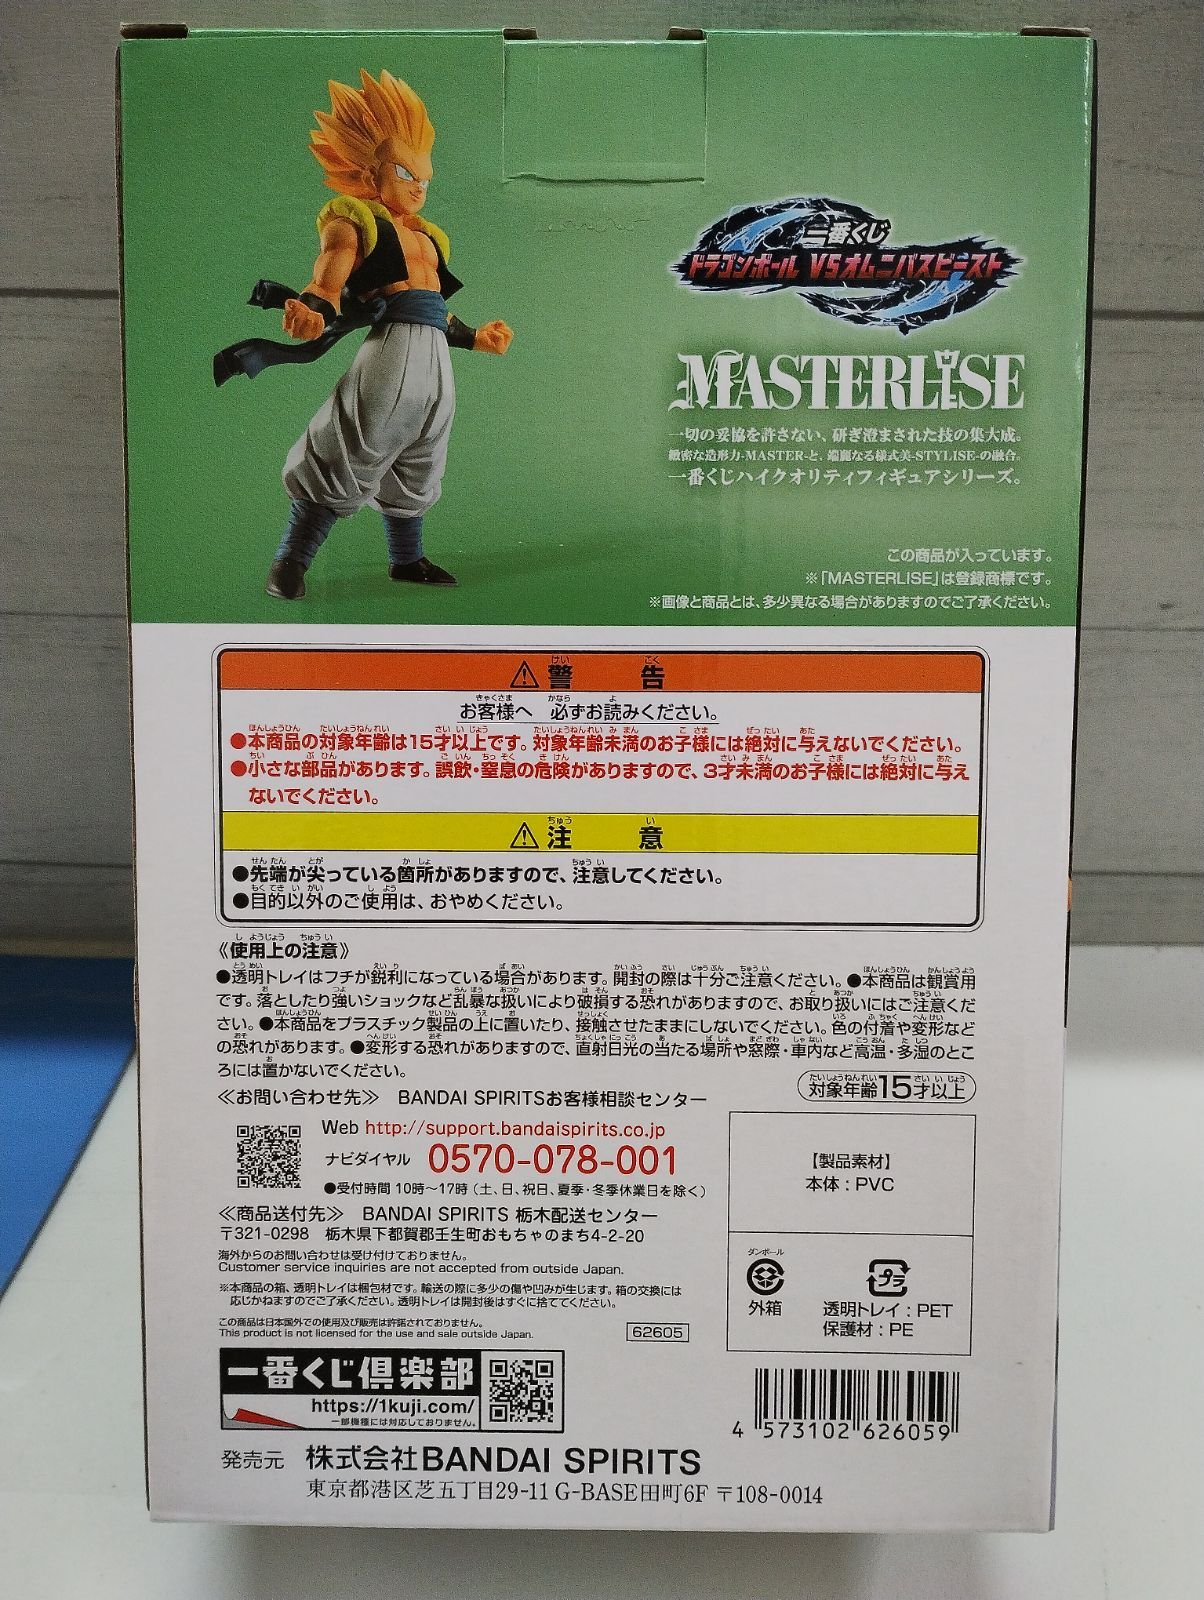 一番くじ
ドラゴンボール VSオムニバスビースト
MASTERLISE
一切の妥協を許さない、研ぎ澄まされた技の集大成。
緻密な造形力-MASTER-と、端麗なる様式美-STYLISE-の融合。
一番くじハイクオリティフィギュアシリーズ。
この商品が入っています。
※「MASTERLISE」は登録商標です。
※画像と商品とは、多少異なる場合がありますのでご了承ください。
⚠警告
お客様へ 必ずお読みください。
●本商品の対象年齢は15才以上です。対象年齢未満のお子様には絶対に与えないでください。
●小さな部品があります。誤飲・窒息の危険がありますので、3才未満のお子様には絶対に与え
ないでください。
⚠注意
●先端が尖っている箇所がありますので、注意してください。
●目的以外のご使用は、おやめください。
《使用上の注意》
●透明トレイはフチが鋭利になっている場合があります。開封の際は十分ご注意ください。●本商品は観賞用
です。落としたり強いショックなど乱暴な扱いにより破損する恐れがありますので、お取り扱いにはご注意くだ
さい。●本商品をプラスチック製品の上に置いたり、接触させたままにしないでください。色の付着や変形など
の恐れがあります。●変形する恐れがありますので、直射日光の当たる場所や窓際・車内など高温・多湿のとこ
ろには置かないでください。
対象年齢15才以上
≪お問い合わせ先≫ BANDAI SPIRITSお客様相談センター
Web http://support.bandaispirits.co.jp
ナビダイヤル 0570-078-001
●受付時間 10時～17時（土、日、祝日、夏季・冬季休業日を除く）
≪商品送付先≫ BANDAI SPIRITS 栃木配送センター
〒321-0298 栃木県下都賀郡壬生町おもちゃのまち4-2-20
海外からのお問い合わせは受け付けておりません。
Customer service inquiries are not accepted from outside Japan.
※本商品の箱、透明トレイは梱包材です。輸送の際に多少の傷や凹みが生じます。箱の交換には
応じかねますのでご了承ください。透明トレイは開封後はすぐに捨ててください。
この商品は日本国外での使用及び販売は許諾されておりません。
This product is not licensed for the use and sale outside Japan.
62605
【製品素材】
本体：PVC
ダンボール
外箱
プラ
透明トレイ：PET
保護材：PE
一番くじ倶楽部
https://1kuji.com/
一部機種には対応しておりません。
4 573102 626059
発売元 株式会社BANDAI SPIRITS
東京都港区芝五丁目29-11 G-BASE田町6F 〒108-0014